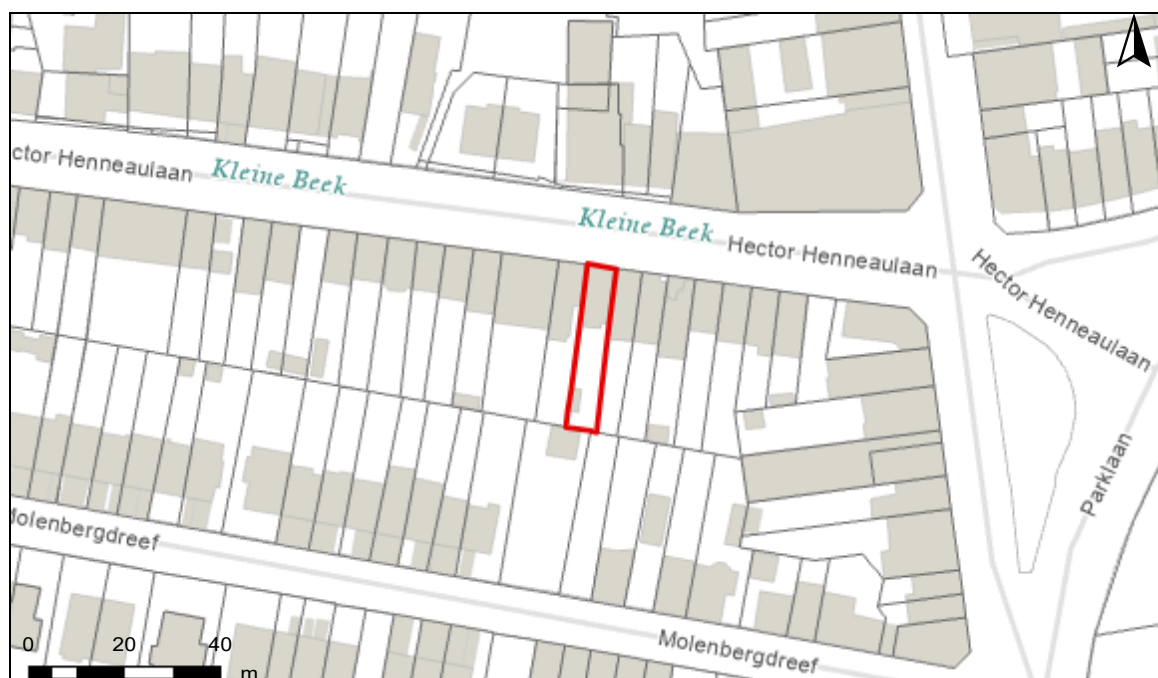 ctor Henneaulaan
Kleine Beek
Kleine Beek
Hector Henneaulaan
Hector Henneaulaan
Parklaan
Molenbergdreef
Molenbergdreef
0 20 40
m